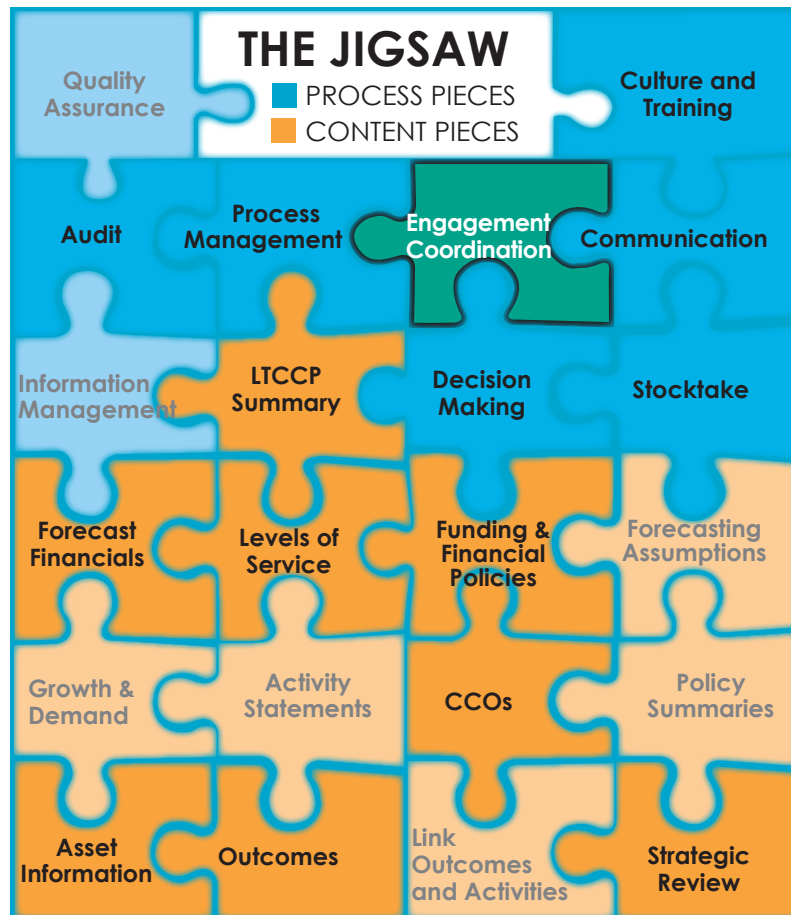 THE JIGSAW
PROCESS PIECES
CONTENT PIECES
Quality
Assurance
Culture and
Training
Audit
Process
Management
Engagement
Coordination
Communication
Information
Management
LTCCP
Summary
Decision
Making
Stocktake
Forecast
Financials
Levels of
Service
Funding &
Financial
Policies
Forecasting
Assumptions
Growth &
Demand
Activity
Statements
CCOs
Policy
Summaries
Asset
Information
Outcomes
Link
Outcomes
and Activities
Strategic
Review